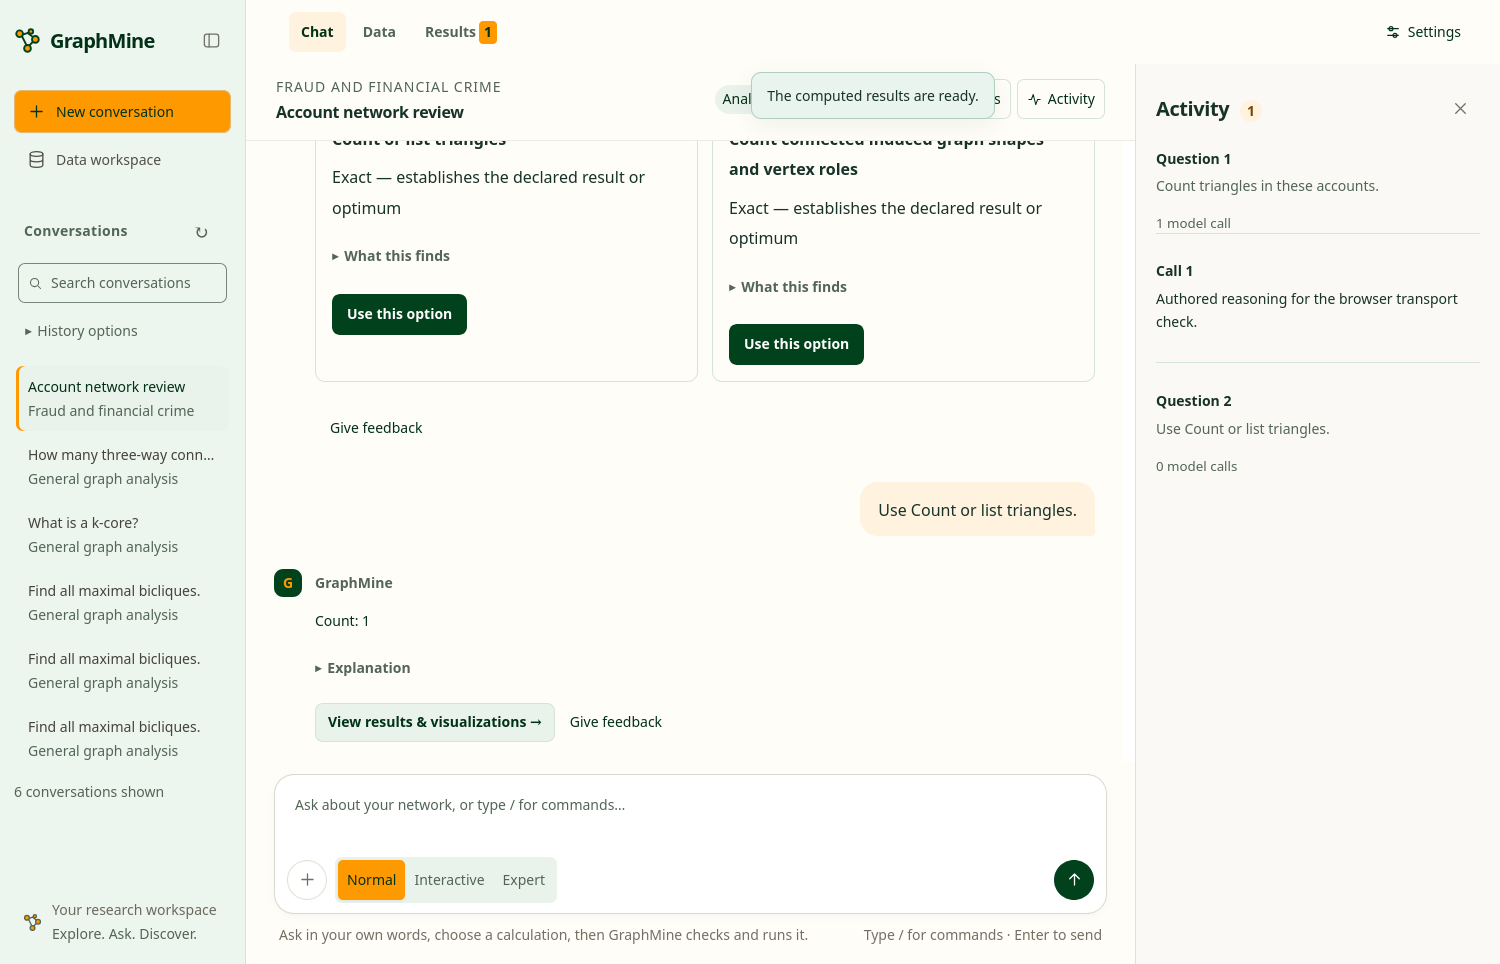 GraphMine
New conversation
Data workspace
Conversations
Search conversations
History options
Account network review
Fraud and financial crime
How many three-way conn...
General graph analysis
What is a k-core?
General graph analysis
Find all maximal bicliques.
General graph analysis
Find all maximal bicliques.
General graph analysis
Find all maximal bicliques.
General graph analysis
6 conversations shown
Your research workspace
Explore. Ask. Discover.
Chat
Data
Results 1
Settings
FRAUD AND FINANCIAL CRIME
Account network review
The computed results are ready.
Activity
Count or list triangles
Exact — establishes the declared result or
optimum
What this finds
Use this option
Count connected induced graph shapes
and vertex roles
Exact — establishes the declared result or
optimum
What this finds
Use this option
Give feedback
Use Count or list triangles.
G
GraphMine
Count: 1
Explanation
View results & visualizations →
Give feedback
Ask about your network, or type / for commands...
Normal
Interactive
Expert
Ask in your own words, choose a calculation, then GraphMine checks and runs it.
Type / for commands · Enter to send
Activity 1
Question 1
Count triangles in these accounts.
1 model call
Call 1
Authored reasoning for the browser transport
check.
Question 2
Use Count or list triangles.
0 model calls